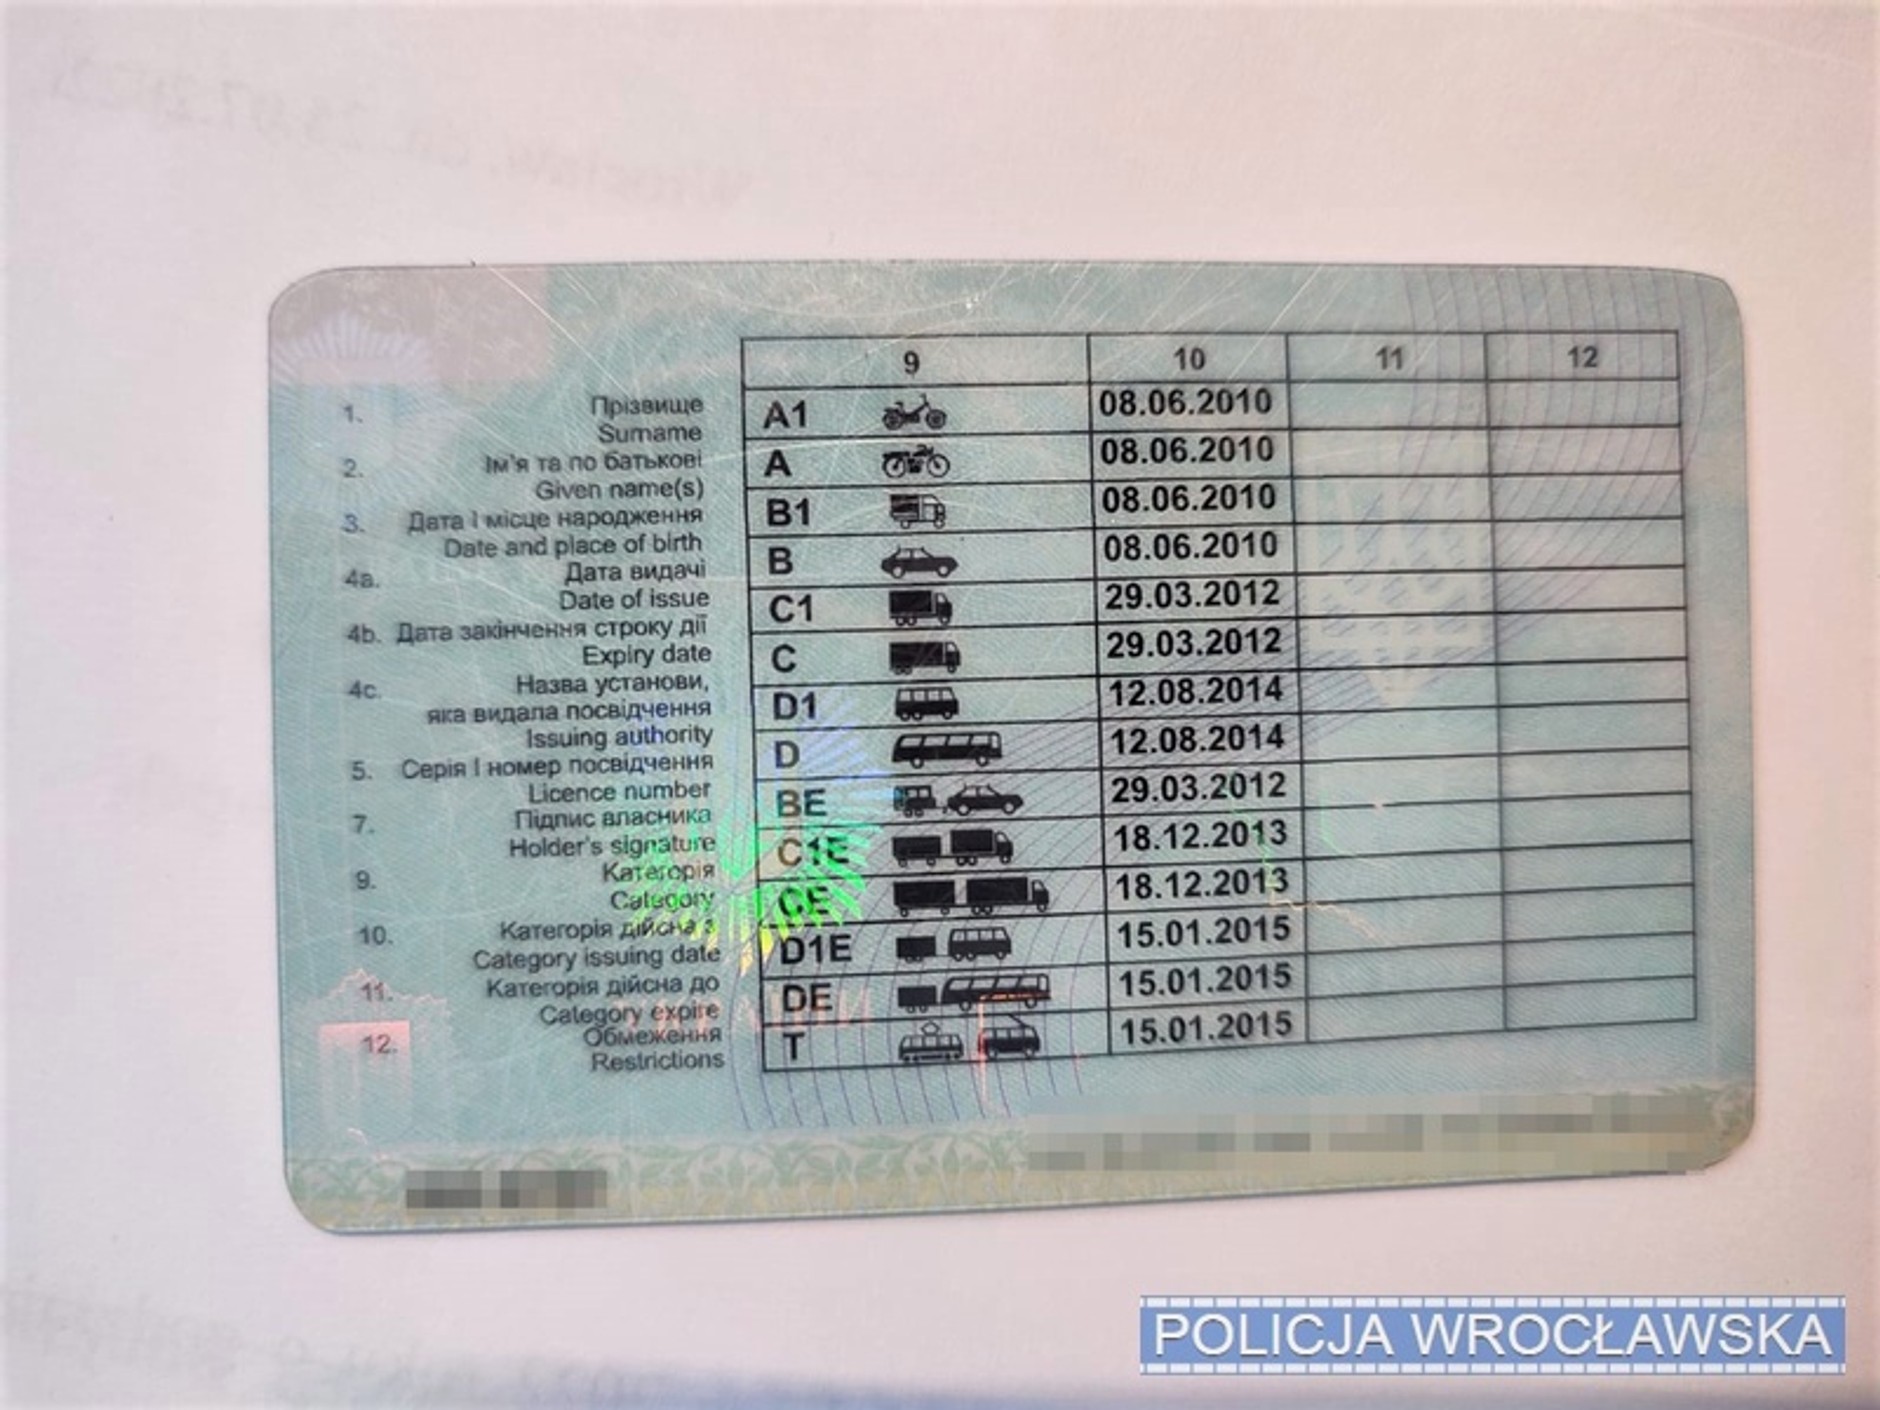 9 10 11 12
1. Прізвище
Surname
2. Ім'я та по батькові
Given name(s)
3. Дата і місце народження
Date and place of birth
4a. Дата видачі
Date of issue
4b. Дата закінчення строку дії
Expiry date
4c. Назва установи,
яка видала посвідчення
Issuing authority
5. Серія і номер посвідчення
Licence number
7. Підпис власника
Holder's signature
9. Категорія
Category
10. Категорія дійсна з
Category issuing date
11. Категорія дійсна до
Category expire
12. Обмеження
Restrictions
A1 08.06.2010
A 08.06.2010
B1 08.06.2010
B 08.06.2010
C1 29.03.2012
C 29.03.2012
D1 12.08.2014
D 12.08.2014
BE 29.03.2012
C1E 18.12.2013
CE 18.12.2013
D1E 15.01.2015
DE 15.01.2015
T 15.01.2015
POLICJA WROCŁAWSKA